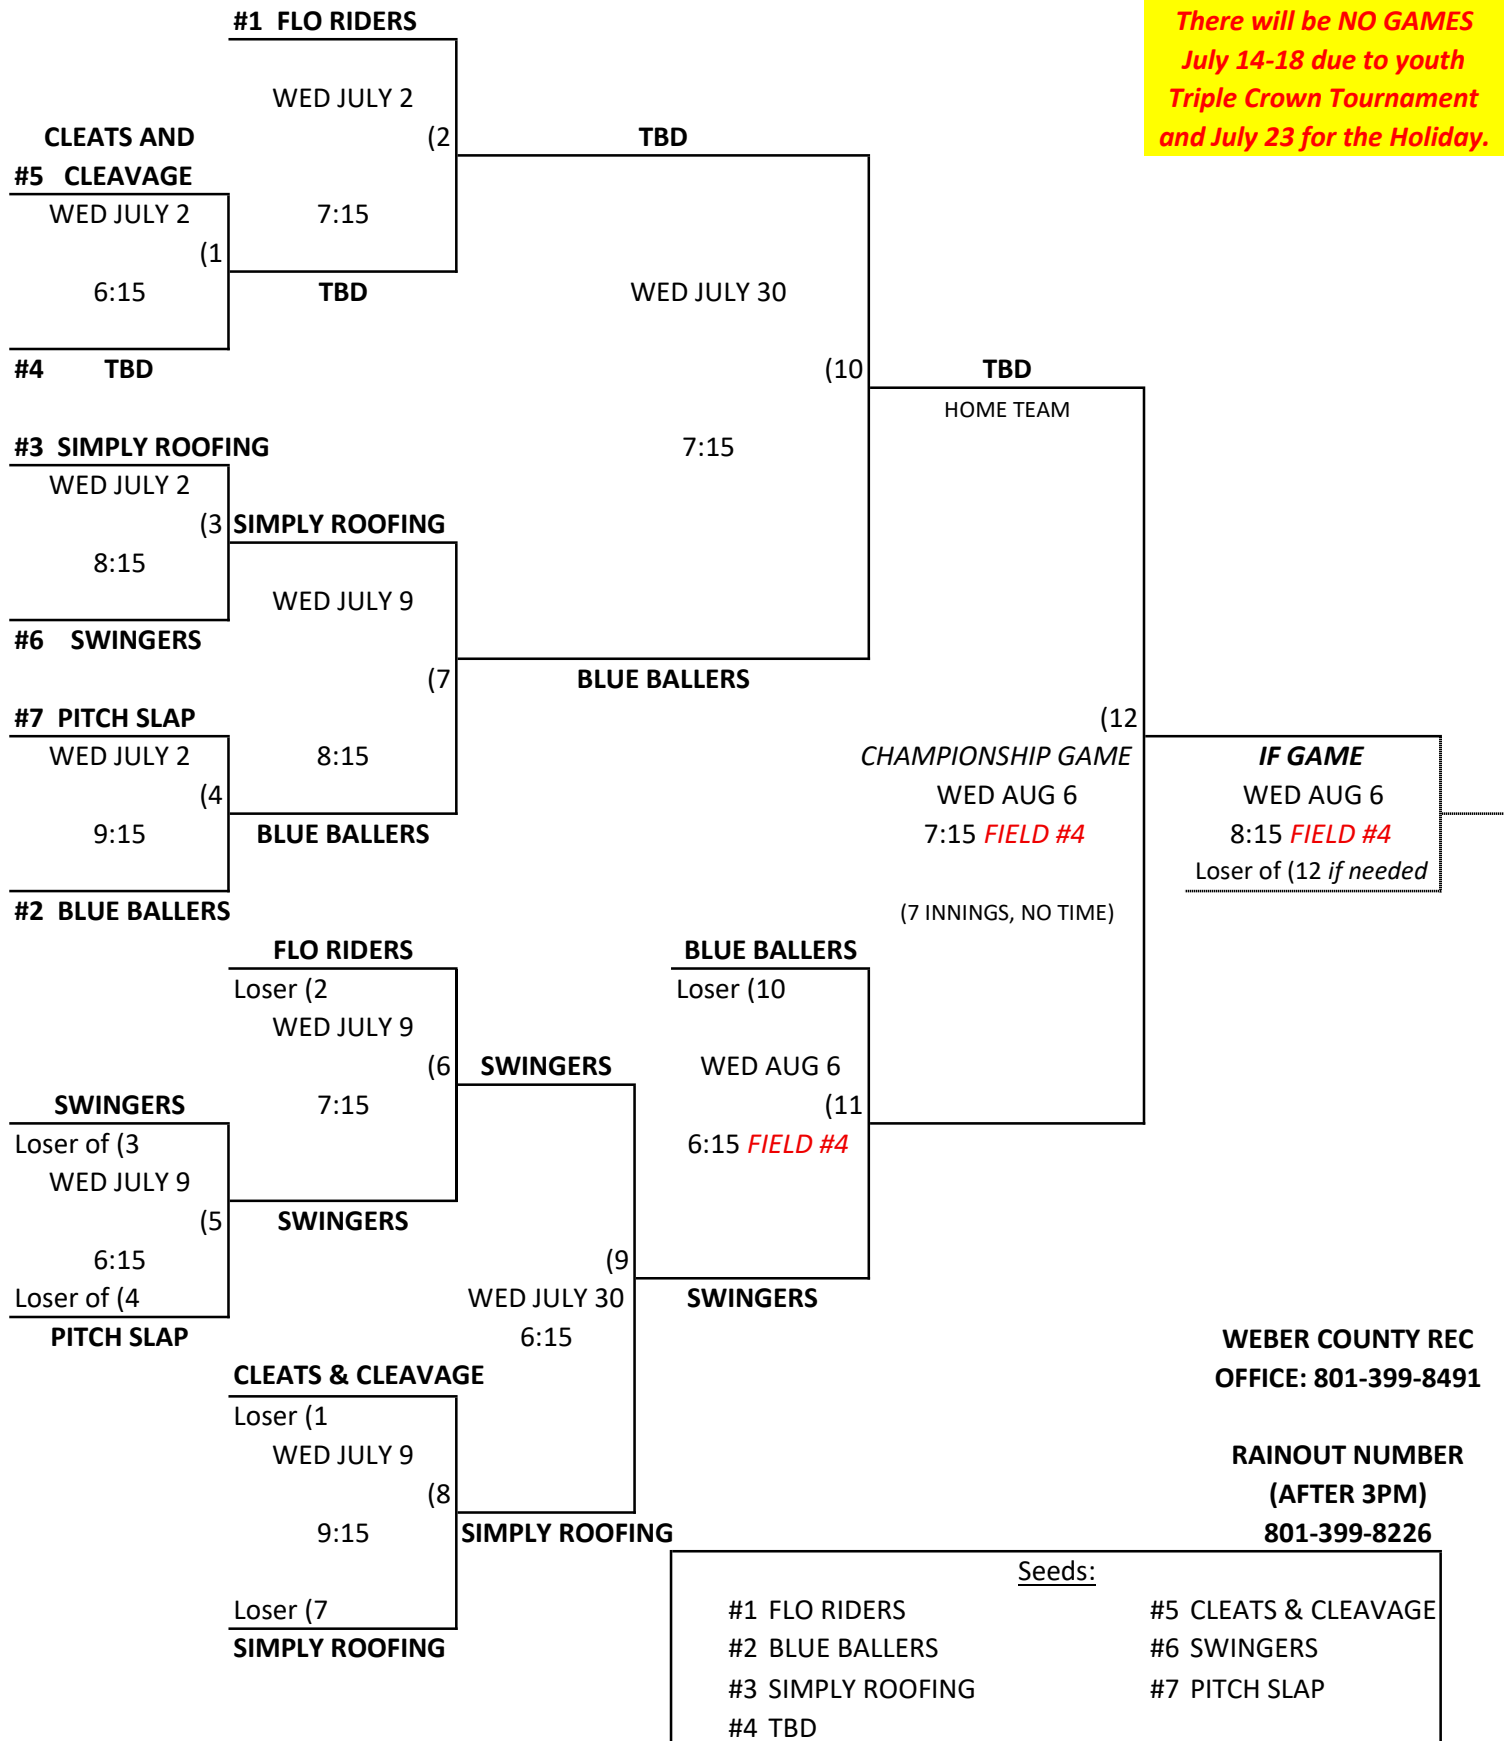 #1 FLO RIDERS
There will be NO GAMES
July 14-18 due to youth
Triple Crown Tournament
and July 23 for the Holiday.
WED JULY 2
CLEATS AND
(2
TBD
#5 CLEAVAGE
WED JULY 2
7:15
(1
6:15
TBD
WED JULY 30
#4 TBD
(10
TBD
HOME TEAM
#3 SIMPLY ROOFING
7:15
WED JULY 2
(3
SIMPLY ROOFING
8:15
WED JULY 9
#6 SWINGERS
(7
BLUE BALLERS
#7 PITCH SLAP
(12
WED JULY 2
8:15
CHAMPIONSHIP GAME
IF GAME
(4
WED AUG 6
WED AUG 6
9:15
BLUE BALLERS
7:15 FIELD #4
8:15 FIELD #4
Loser of (12 if needed
#2 BLUE BALLERS
(7 INNINGS, NO TIME)
FLO RIDERS
BLUE BALLERS
Loser (2
Loser (10
WED JULY 9
(6
SWINGERS
WED AUG 6
SWINGERS
7:15
(11
Loser of (3
6:15 FIELD #4
WED JULY 9
(5
SWINGERS
6:15
(9
Loser of (4
WED JULY 30
SWINGERS
PITCH SLAP
6:15
WEBER COUNTY REC
CLEATS & CLEAVAGE
OFFICE: 801-399-8491
Loser (1
WED JULY 9
RAINOUT NUMBER
(8
(AFTER 3PM)
9:15
SIMPLY ROOFING
801-399-8226
Seeds:
Loser (7
#1 FLO RIDERS
#5 CLEATS & CLEAVAGE
SIMPLY ROOFING
#2 BLUE BALLERS
#6 SWINGERS
#3 SIMPLY ROOFING
#7 PITCH SLAP
#4 TBD